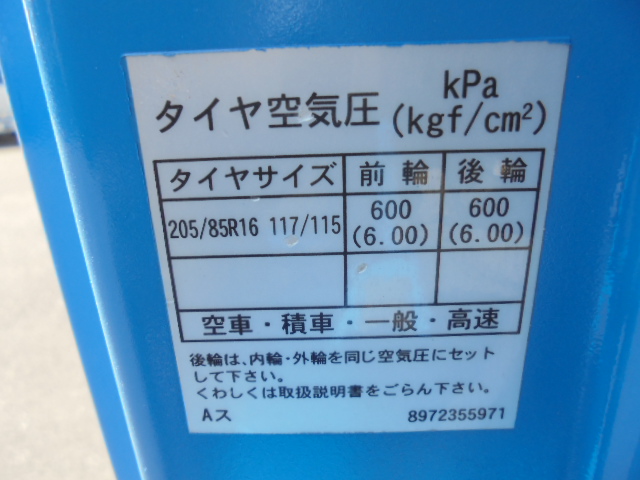 タイヤ空気圧 kPa
(kgf/cm²)
タイヤサイズ 前輪 後輪
205/85R16 117/115 600 600
(6.00) (6.00)
空車・積車・一般・高速
後輪は、内輪・外輪を同じ空気圧にセット
して下さい。
くわしくは取扱説明書をごらん下さい。
Aス 8972355971